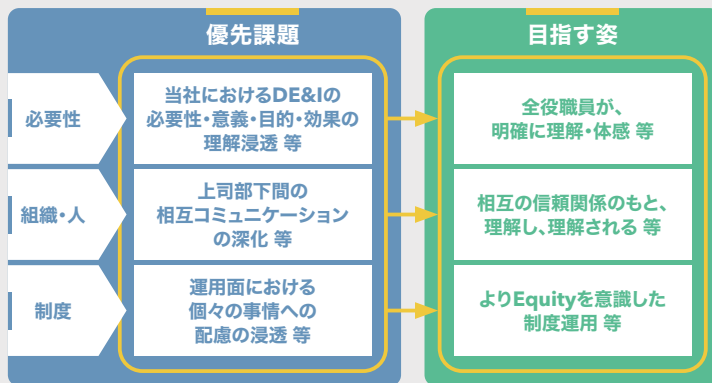 優先課題
目指す姿
必要性
当社におけるDE&Iの
必要性・意義・目的・効果の
理解浸透 等
全役職員が、
明確に理解・体感 等
組織・人
上司部下間の
相互コミュニケーション
の深化 等
相互の信頼関係のもと、
理解し、理解される 等
制度
運用面における
個々の事情への
配慮の浸透 等
よりEquityを意識した
制度運用 等